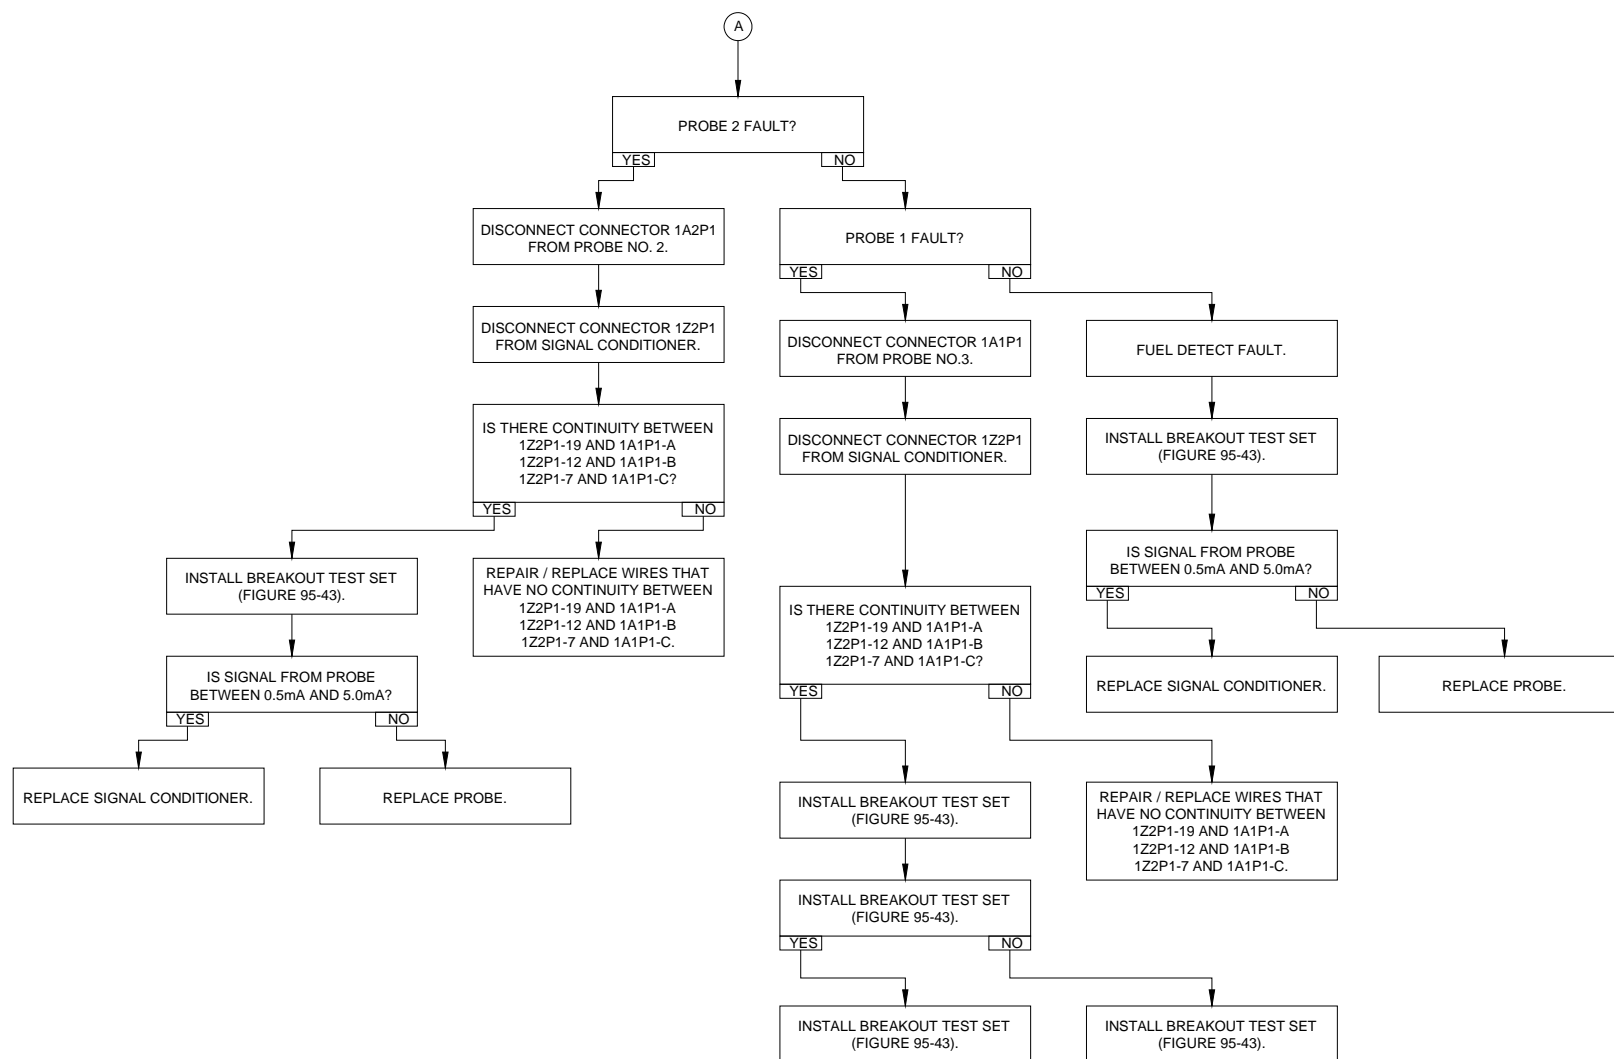 A
PROBE 2 FAULT?
YES
NO
DISCONNECT CONNECTOR 1A2P1
FROM PROBE NO. 2.
DISCONNECT CONNECTOR 1Z2P1
FROM SIGNAL CONDITIONER.
IS THERE CONTINUITY BETWEEN
1Z2P1-19 AND 1A1P1-A
1Z2P1-12 AND 1A1P1-B
1Z2P1-7 AND 1A1P1-C?
YES
NO
INSTALL BREAKOUT TEST SET
(FIGURE 95-43).
IS SIGNAL FROM PROBE
BETWEEN 0.5mA AND 5.0mA?
YES
NO
REPLACE SIGNAL CONDITIONER.
REPLACE PROBE.
REPAIR / REPLACE WIRES THAT
HAVE NO CONTINUITY BETWEEN
1Z2P1-19 AND 1A1P1-A
1Z2P1-12 AND 1A1P1-B
1Z2P1-7 AND 1A1P1-C.
PROBE 1 FAULT?
YES
NO
DISCONNECT CONNECTOR 1A1P1
FROM PROBE NO.3.
DISCONNECT CONNECTOR 1Z2P1
FROM SIGNAL CONDITIONER.
IS THERE CONTINUITY BETWEEN
1Z2P1-19 AND 1A1P1-A
1Z2P1-12 AND 1A1P1-B
1Z2P1-7 AND 1A1P1-C?
YES
NO
INSTALL BREAKOUT TEST SET
(FIGURE 95-43).
INSTALL BREAKOUT TEST SET
(FIGURE 95-43).
YES
NO
INSTALL BREAKOUT TEST SET
(FIGURE 95-43).
INSTALL BREAKOUT TEST SET
(FIGURE 95-43).
REPAIR / REPLACE WIRES THAT
HAVE NO CONTINUITY BETWEEN
1Z2P1-19 AND 1A1P1-A
1Z2P1-12 AND 1A1P1-B
1Z2P1-7 AND 1A1P1-C.
FUEL DETECT FAULT.
INSTALL BREAKOUT TEST SET
(FIGURE 95-43).
IS SIGNAL FROM PROBE
BETWEEN 0.5mA AND 5.0mA?
YES
NO
REPLACE SIGNAL CONDITIONER.
REPLACE PROBE.